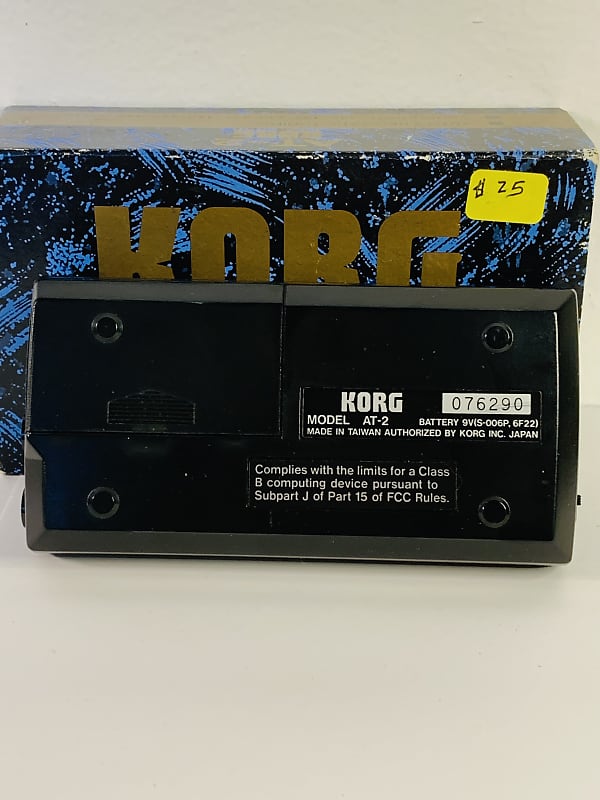 $ 25
KORG
KORG 076290
MODEL AT-2 BATTERY 9V(S-006P, 6F22)
MADE IN TAIWAN AUTHORIZED BY KORG INC. JAPAN
Complies with the limits for a Class
B computing device pursuant to
Subpart J of Part 15 of FCC Rules.